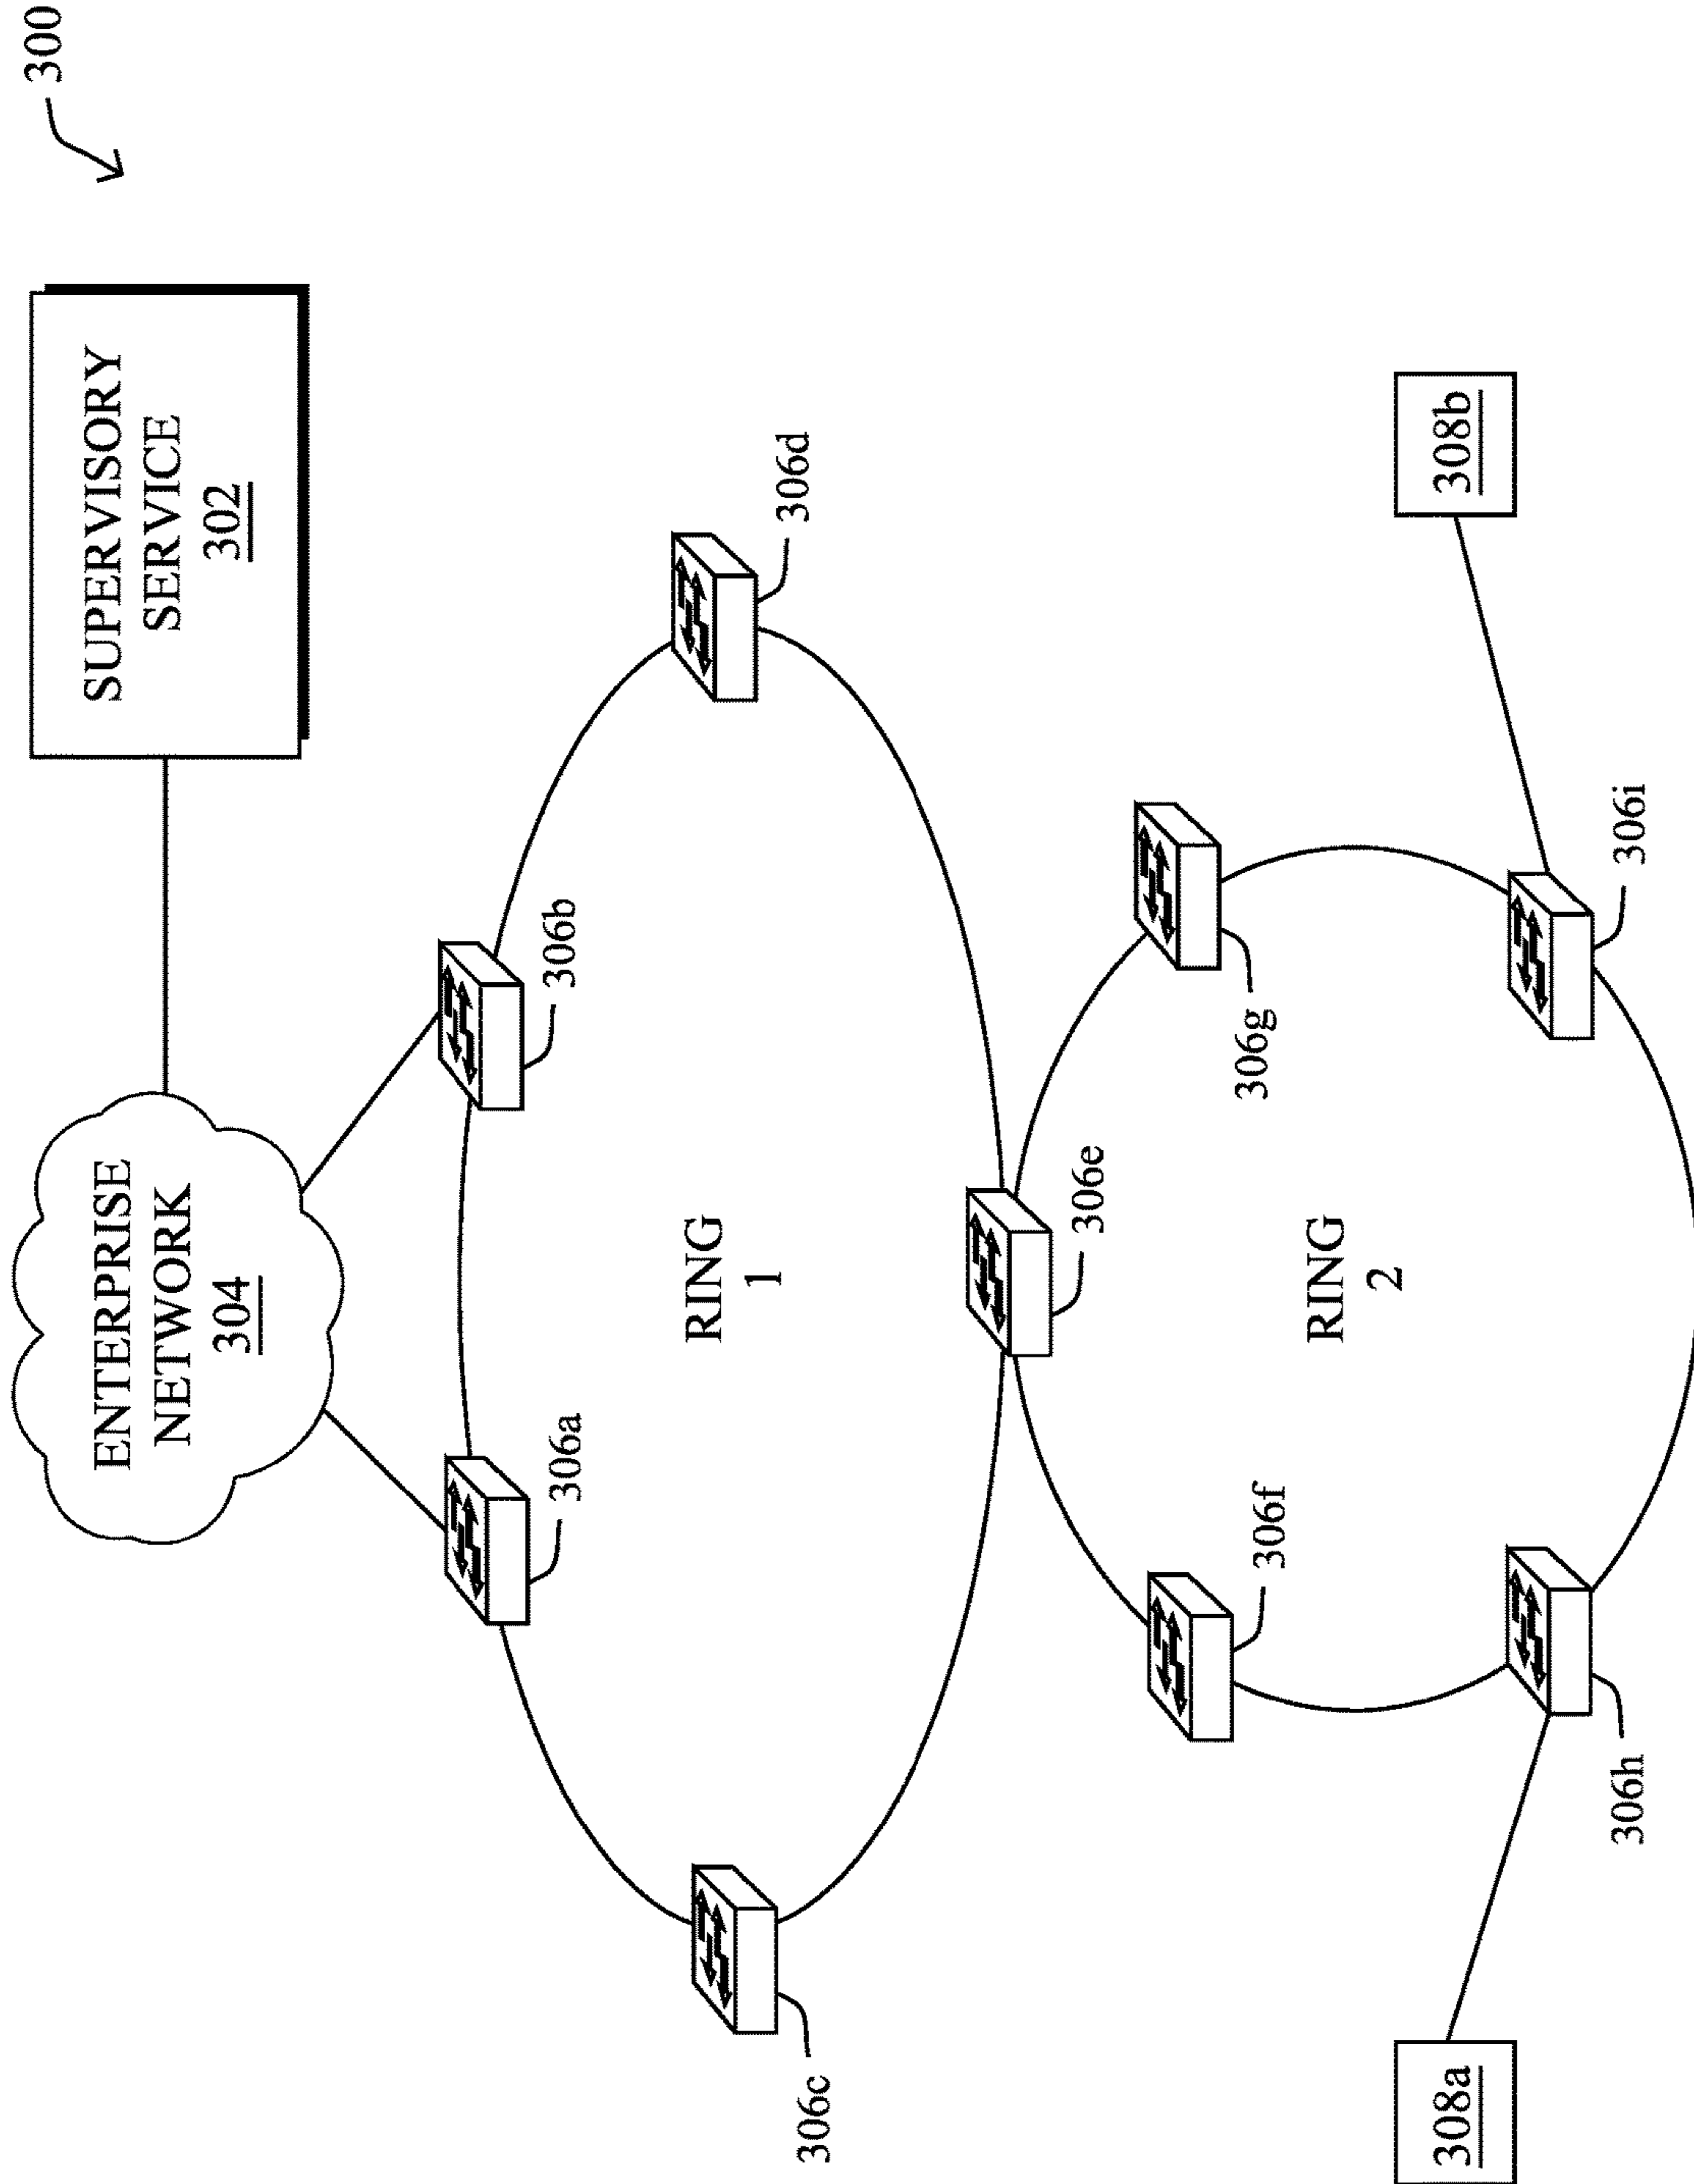 300
SUPERVISORY
SERVICE
302
ENTERPRISE
NETWORK
304
306a
306b
306c
306d
RING
1
306e
306f
306g
RING
2
308a
308b
306h
306i